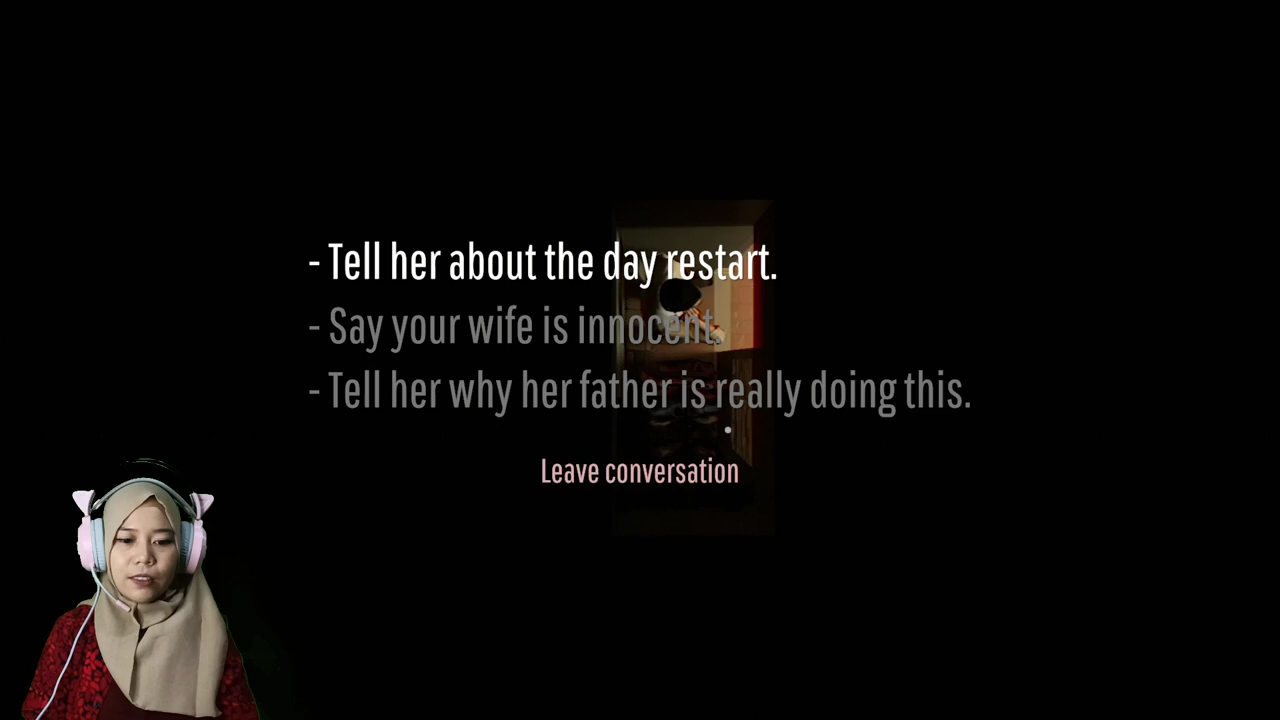 - Tell her about the day restart.
- Say your wife is innocent.
- Tell her why her father is really doing this.
Leave conversation